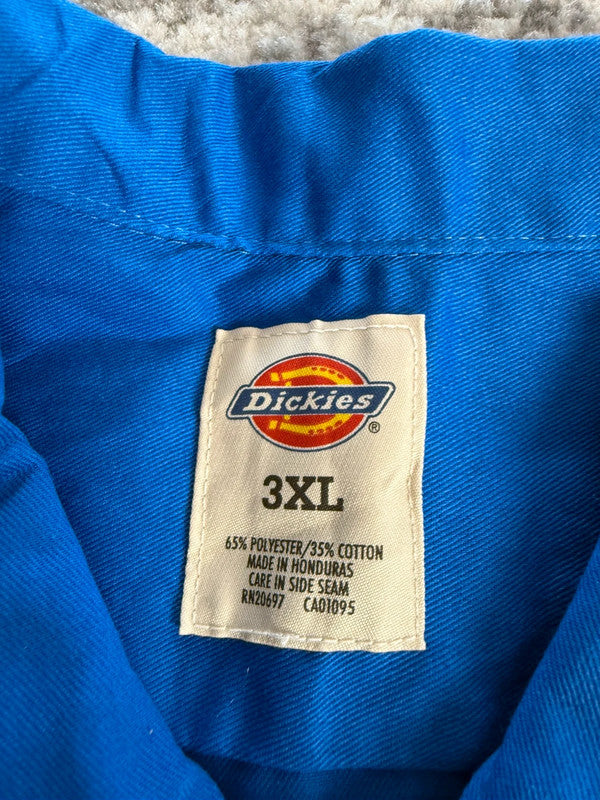 Dickies
®
3XL
65% POLYESTER/35% COTTON
MADE IN HONDURAS
CARE IN SIDE SEAM
RN20697 CA01095